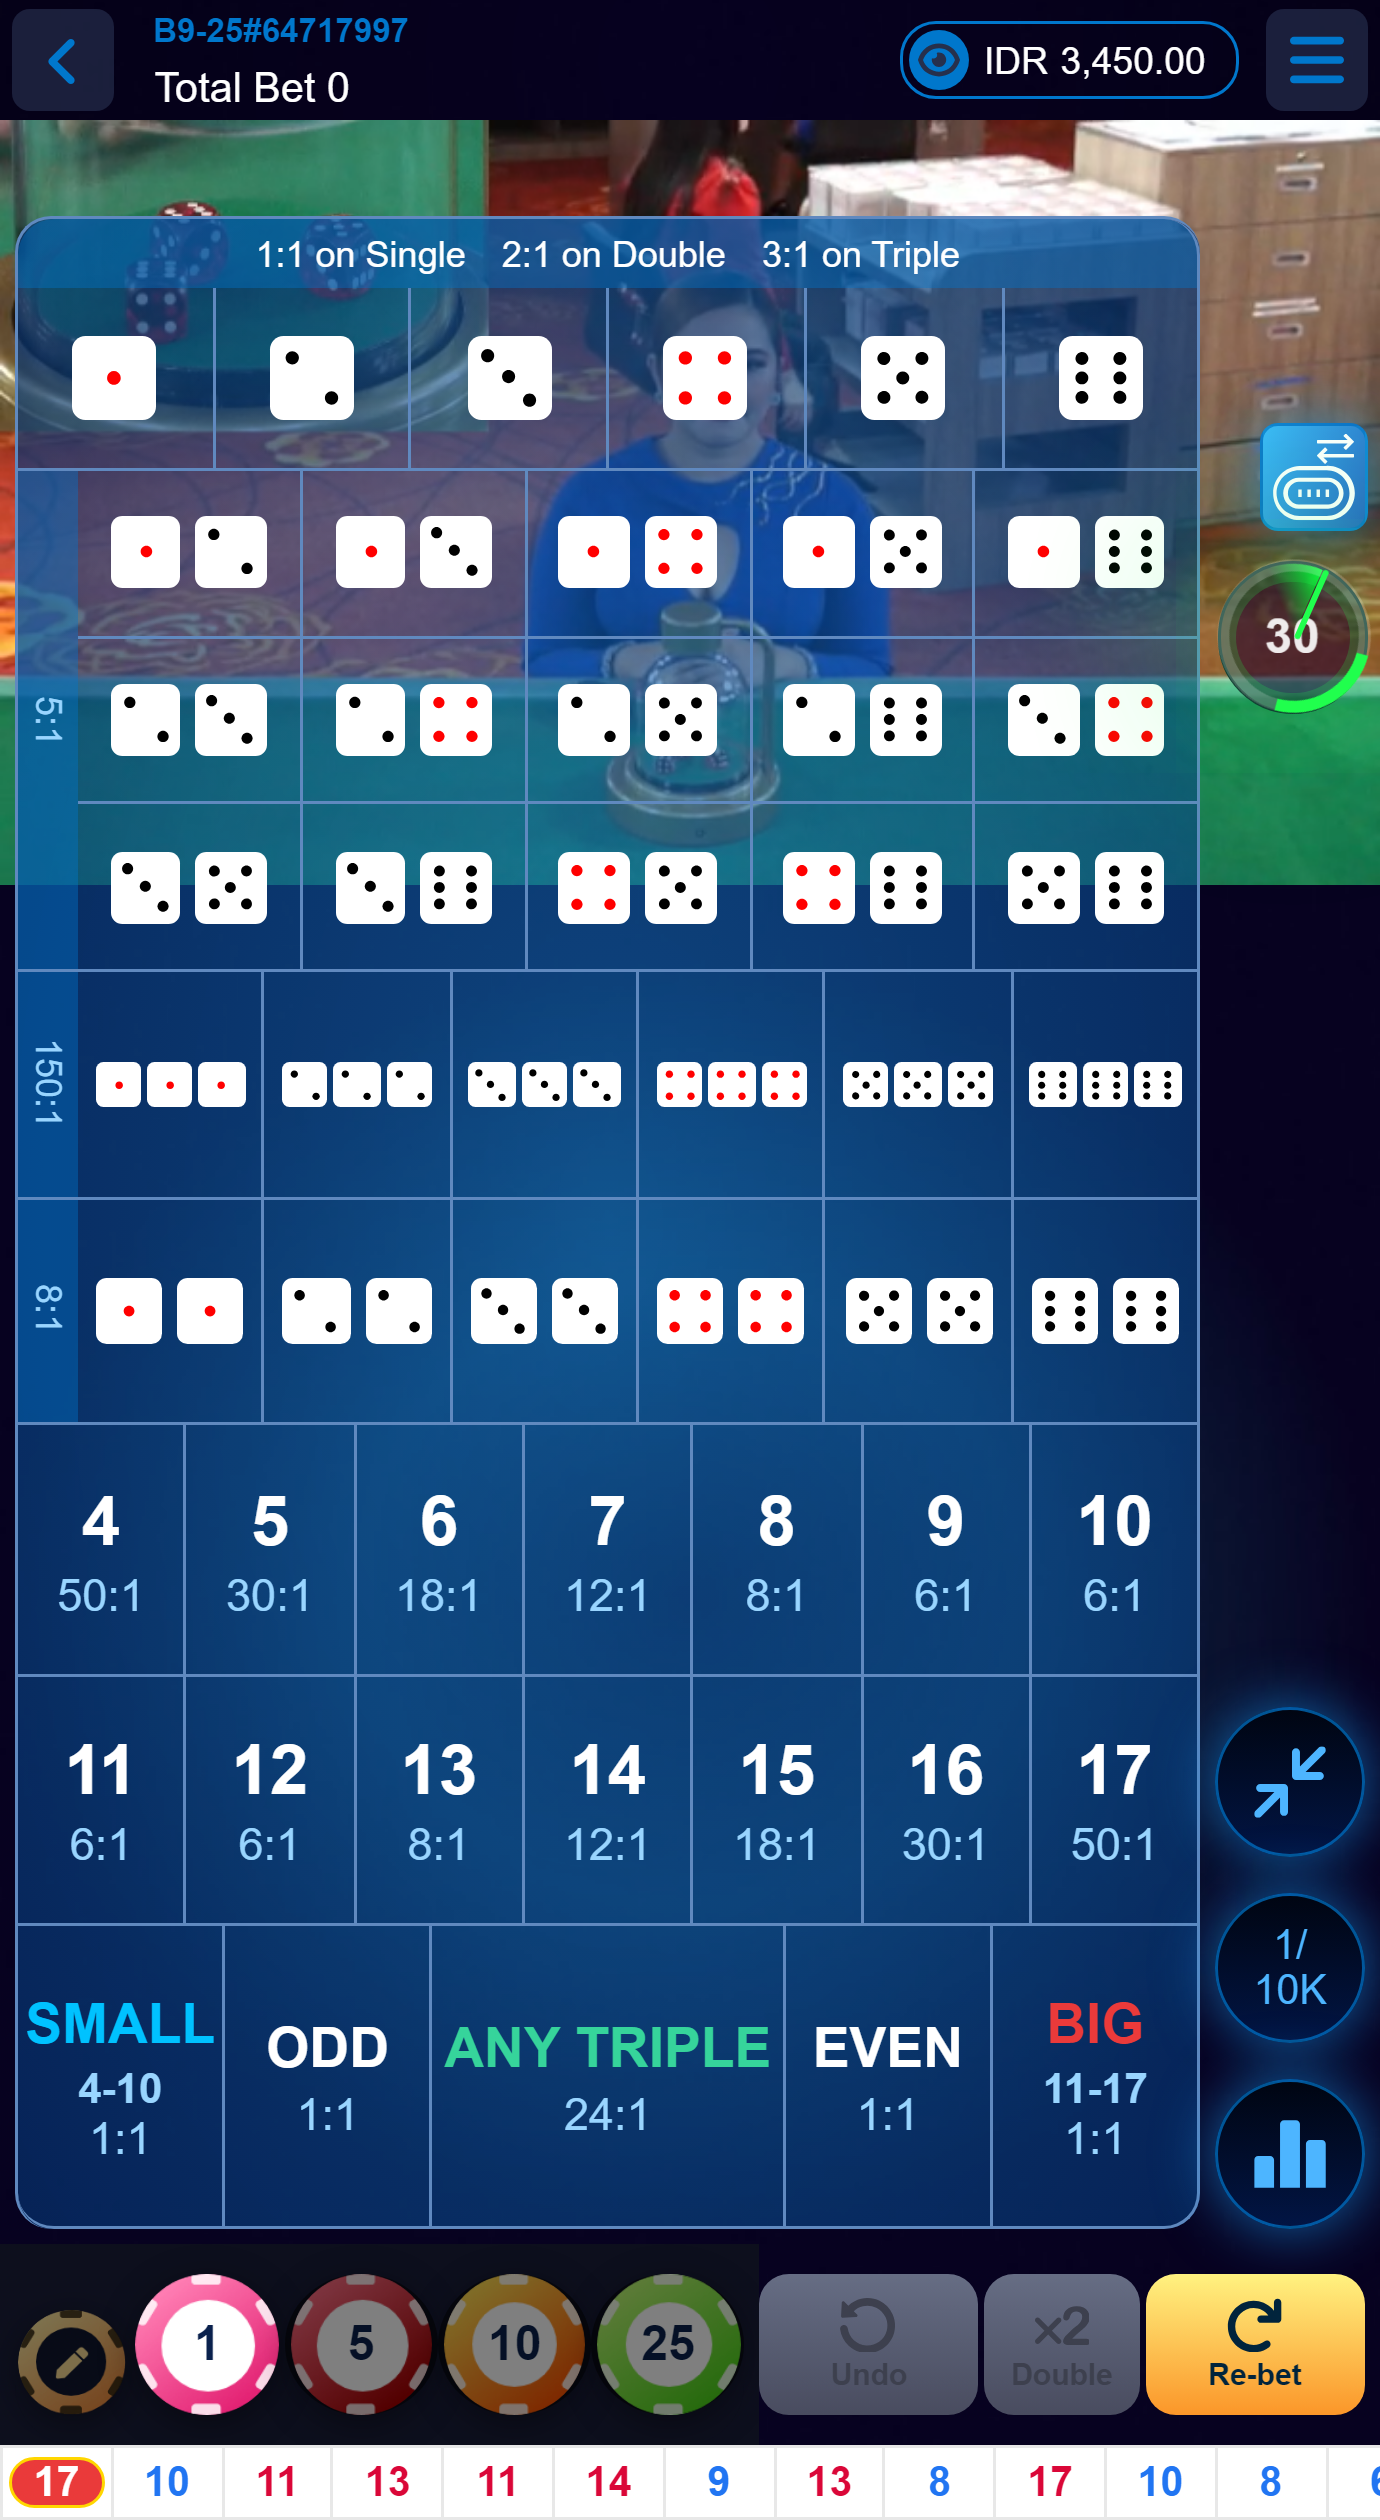 B9-25#64717997
Total Bet 0
IDR 3,450.00
1:1 on Single 2:1 on Double 3:1 on Triple
30
5:1
150:1
8:1
4 5 6 7 8 9 10
50:1 30:1 18:1 12:1 8:1 6:1 6:1
11 12 13 14 15 16 17
6:1 6:1 8:1 12:1 18:1 30:1 50:1
1/
10K
SMALL ODD ANY TRIPLE EVEN BIG
4-10 11-17
1:1 1:1 24:1 1:1 1:1
1 5 10 25
x2
Undo Double Re-bet
17 10 11 13 11 14 9 13 8 17 10 8